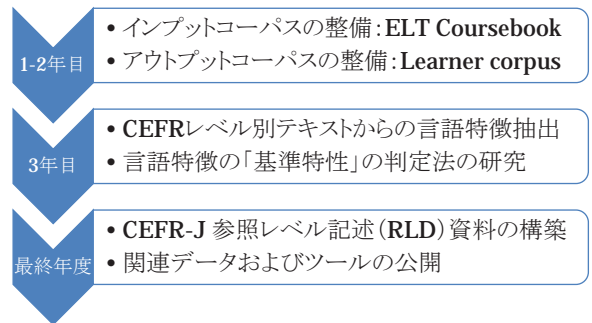 1-2年目
• インプットコーパスの整備：ELT Coursebook
• アウトプットコーパスの整備：Learner corpus
3年目
• CEFRレベル別テキストからの言語特徴抽出
• 言語特徴の「基準特性」の判定法の研究
最終年度
• CEFR-J 参照レベル記述（RLD）資料の構築
• 関連データおよびツールの公開